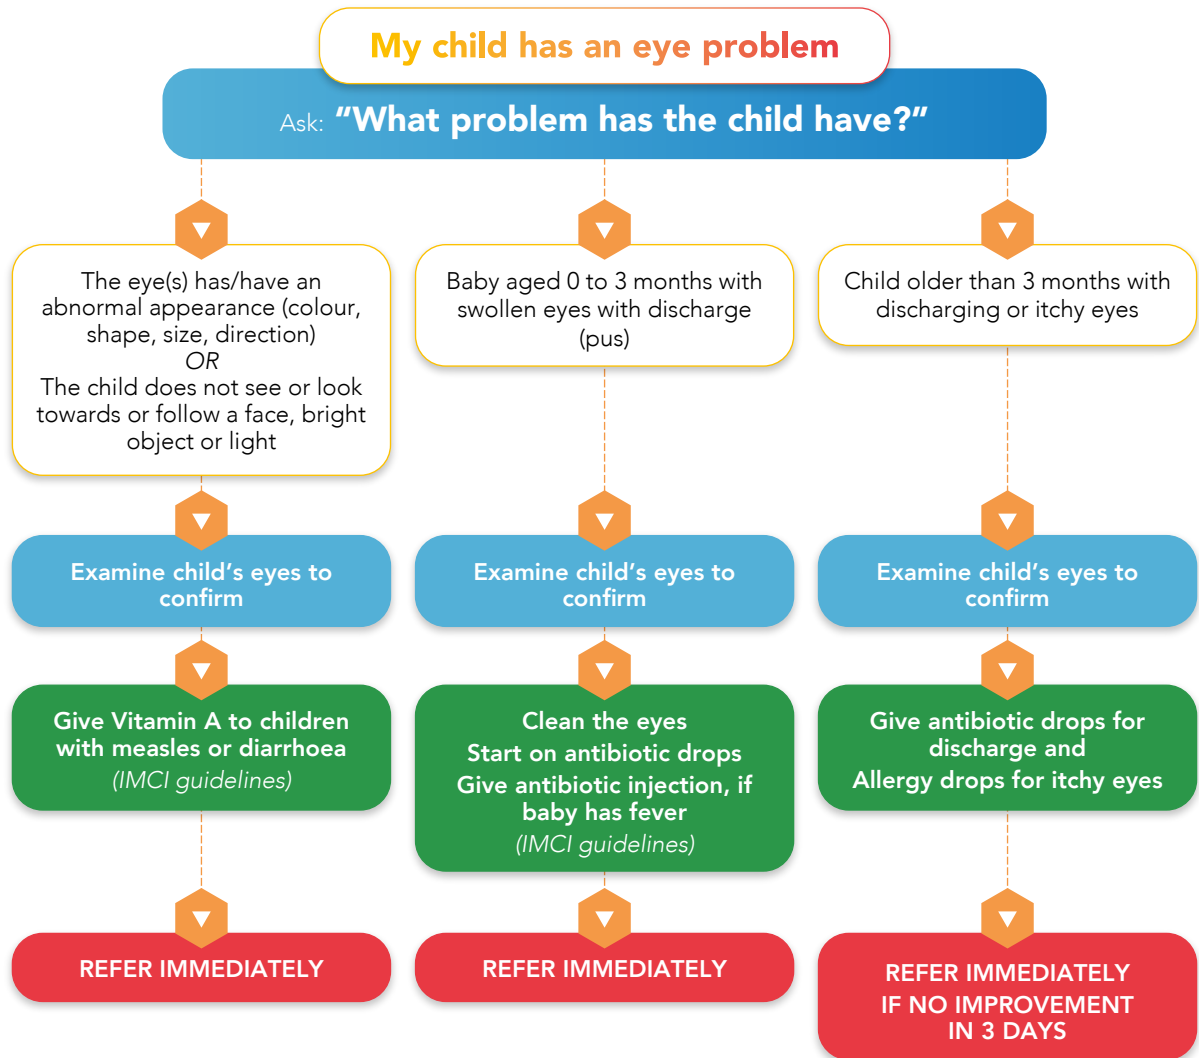 My child has an eye problem
Ask: "What problem has the child have?"
The eye(s) has/have an
abnormal appearance (colour,
shape, size, direction)
OR
The child does not see or look
towards or follow a face, bright
object or light
Examine child's eyes to
confirm
Give Vitamin A to children
with measles or diarrhoea
(IMCI guidelines)
REFER IMMEDIATELY
Baby aged 0 to 3 months with
swollen eyes with discharge
(pus)
Examine child's eyes to
confirm
Clean the eyes
Start on antibiotic drops
Give antibiotic injection, if
baby has fever
(IMCI guidelines)
REFER IMMEDIATELY
Child older than 3 months with
discharging or itchy eyes
Examine child's eyes to
confirm
Give antibiotic drops for
discharge and
Allergy drops for itchy eyes
REFER IMMEDIATELY
IF NO IMPROVEMENT
IN 3 DAYS